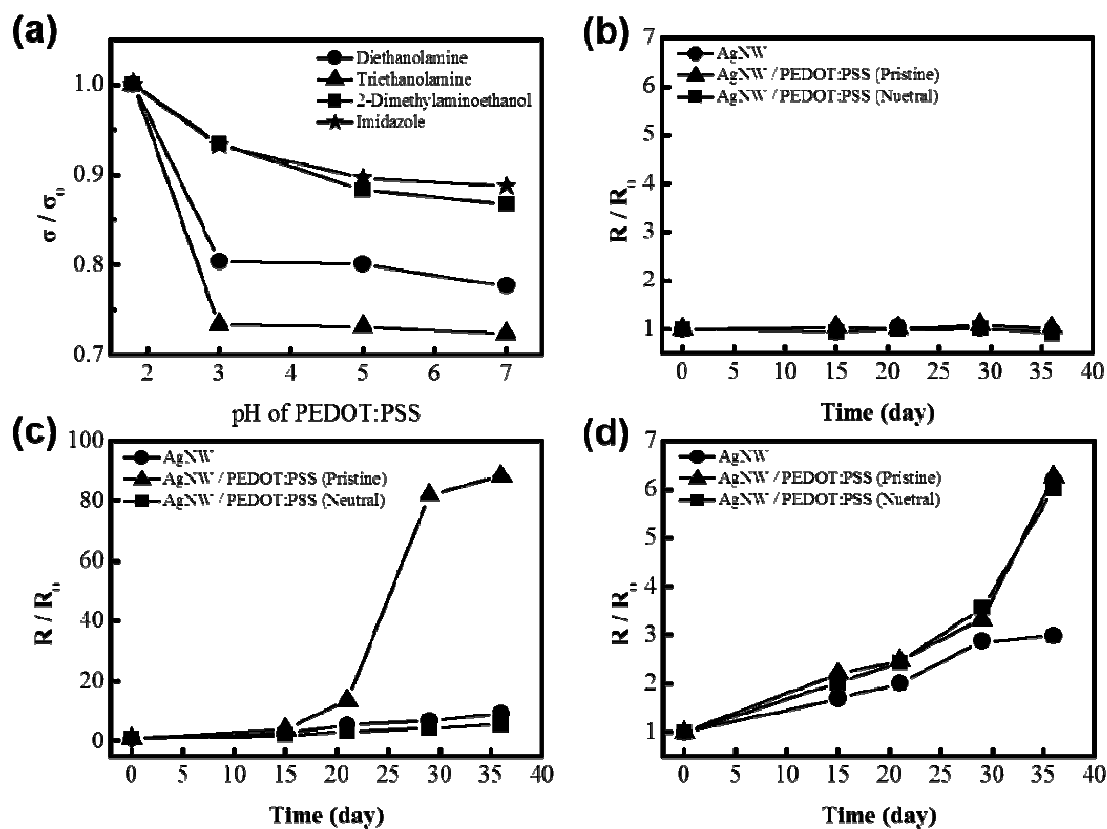 (a)
Diethanolamine
Triethanolamine
2-Dimethylaminoethanol
Imidazole
1.0
0.9
0.8
0.7
σ / σ₀
2 3 4 5 6 7
pH of PEDOT:PSS
(b)
AgNW
AgNW / PEDOT:PSS (Pristine)
AgNW / PEDOT:PSS (Nuetral)
7
6
5
4
3
2
1
R / R₀
0 5 10 15 20 25 30 35 40
Time (day)
(c)
AgNW
AgNW / PEDOT:PSS (Pristine)
AgNW / PEDOT:PSS (Neutral)
100
80
60
40
20
0
R / R₀
0 5 10 15 20 25 30 35 40
Time (day)
(d)
AgNW
AgNW / PEDOT:PSS (Pristine)
AgNW / PEDOT:PSS (Nuetral)
7
6
5
4
3
2
1
R / R₀
0 5 10 15 20 25 30 35 40
Time (day)